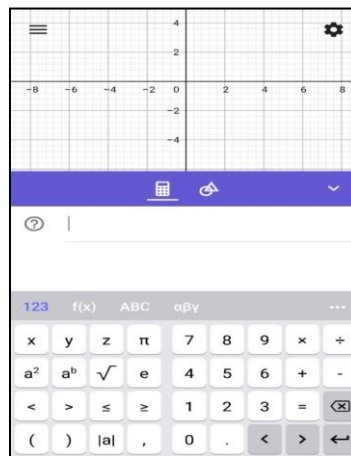 4
2
−8 −6 −4 −2 0 2 4 6 8
−2
−4
?
123 f(x) ABC αβγ ...
x y z π 7 8 9 × ÷
a² aᵇ √ e 4 5 6 + -
< > ≤ ≥ 1 2 3 =
( ) |a| , 0 . < >